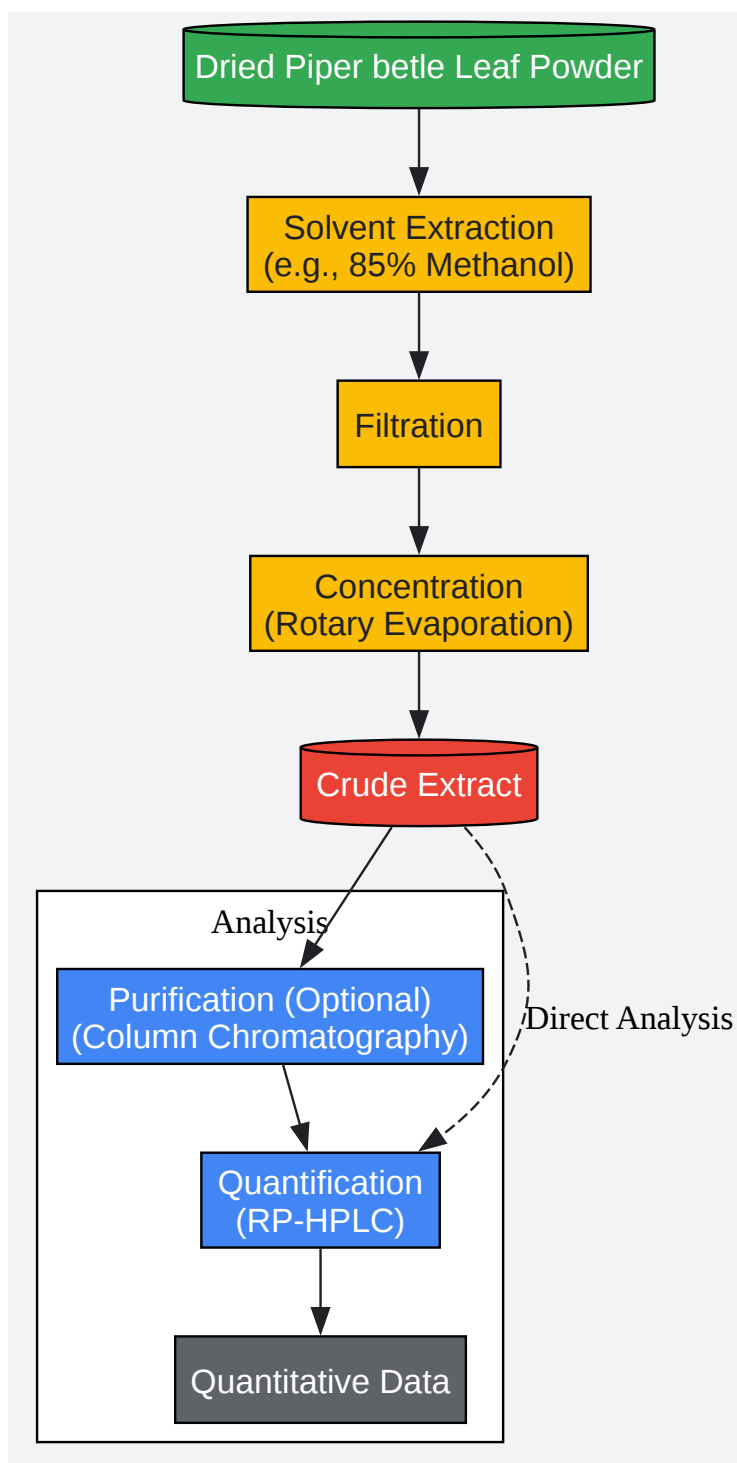 Dried Piper betle Leaf Powder
Solvent Extraction
(e.g., 85% Methanol)
Filtration
Concentration
(Rotary Evaporation)
Crude Extract
Analysis
Purification (Optional)
(Column Chromatography)
Direct Analysis
Quantification
(RP-HPLC)
Quantitative Data